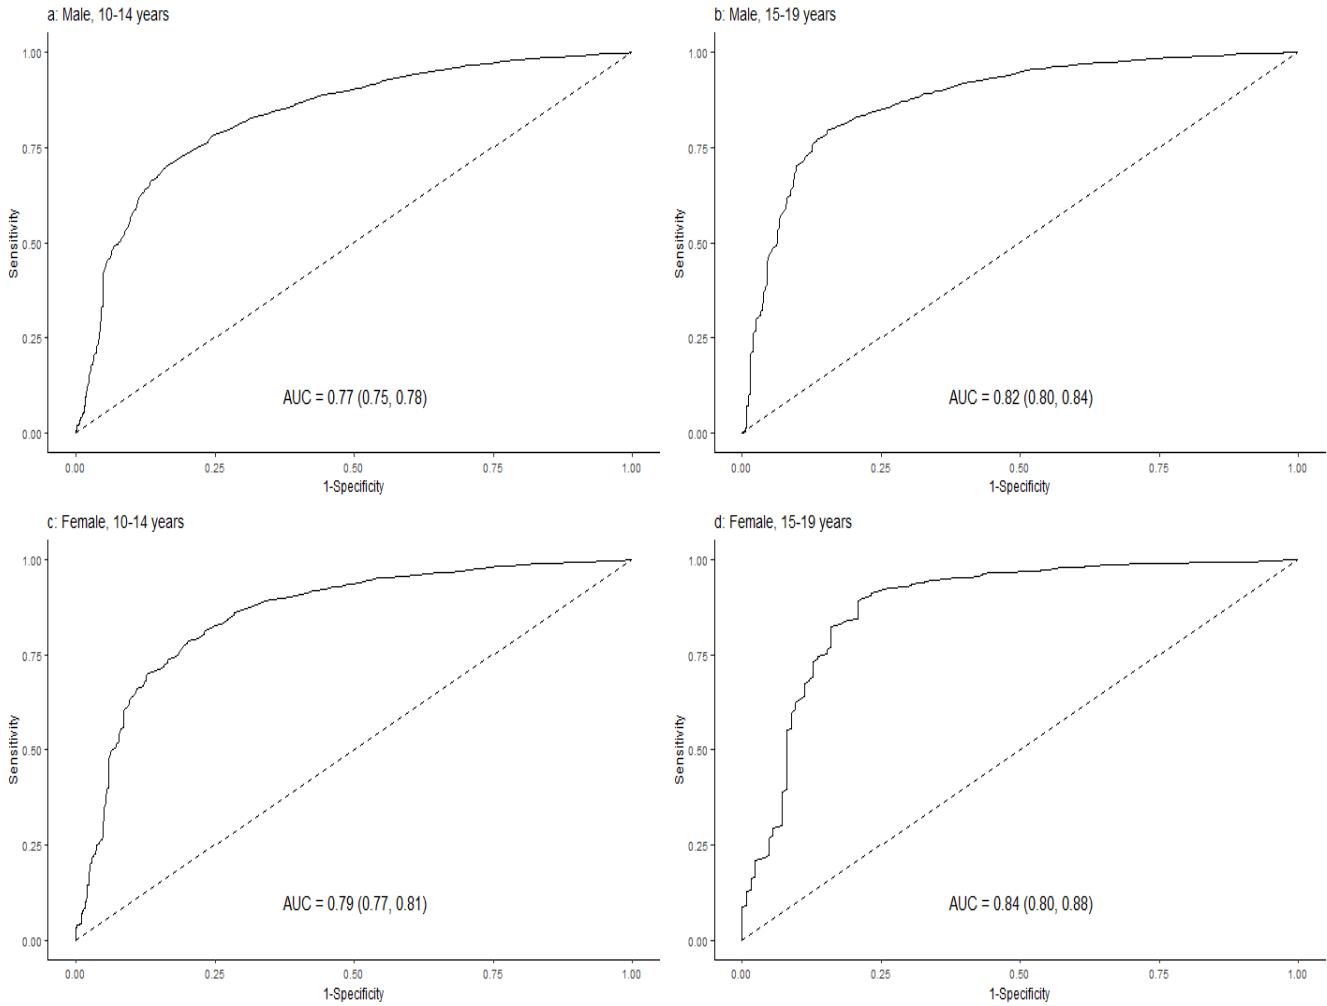 a: Male, 10-14 years
1.00
0.75
0.50
0.25
0.00
Sensitivity
AUC = 0.77 (0.75, 0.78)
0.00 0.25 0.50 0.75 1.00
1-Specificity
b: Male, 15-19 years
1.00
0.75
0.50
0.25
0.00
Sensitivity
AUC = 0.82 (0.80, 0.84)
0.00 0.25 0.50 0.75 1.00
1-Specificity
c: Female, 10-14 years
1.00
0.75
0.50
0.25
0.00
Sensitivity
AUC = 0.79 (0.77, 0.81)
0.00 0.25 0.50 0.75 1.00
1-Specificity
d: Female, 15-19 years
1.00
0.75
0.50
0.25
0.00
Sensitivity
AUC = 0.84 (0.80, 0.88)
0.00 0.25 0.50 0.75 1.00
1-Specificity